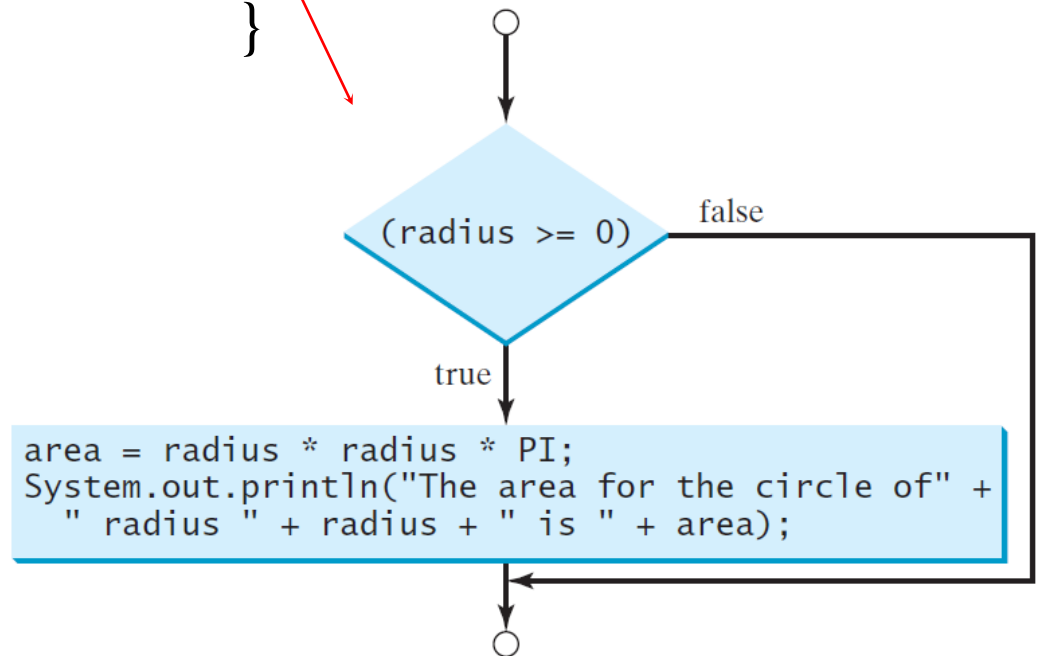 }
(radius >= 0)
false
true
area = radius * radius * PI;
System.out.println("The area for the circle of" +
" radius " + radius + " is " + area);